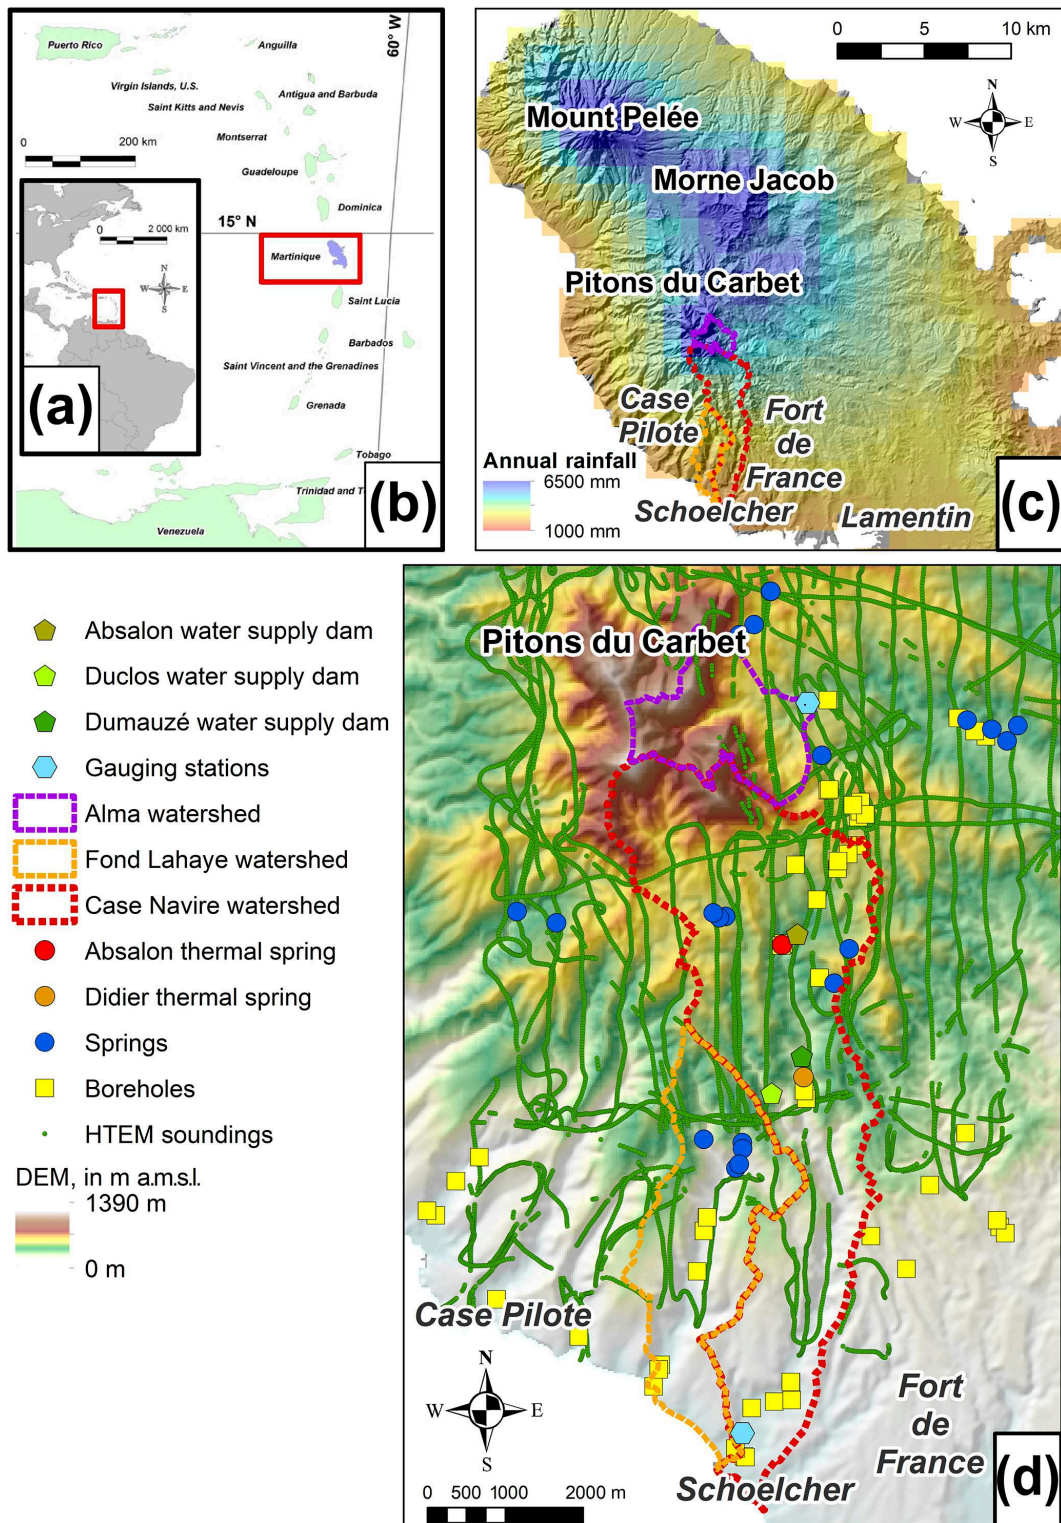 Puerto Rico
Anguilla
60° W
Virgin Islands, U.S.
Antigua and Barbuda
Saint Kitts and Nevis
Montserrat
0 200 km
Guadeloupe
Dominica
15° N
0 2 000 km
N
W E
S
Martinique
Saint Lucia
Barbados
Saint Vincent and the Grenadines
Grenada
(a)
Tobago
Trinidad and T
Venezuela
(b)
0 5 10 km
N
W E
S
Mount Pelée
Morne Jacob
Pitons du Carbet
Case
Pilote
Fort
de
France
Annual rainfall
6500 mm
1000 mm
Schoelcher
Lamentin
(c)
Absalon water supply dam
Duclos water supply dam
Dumauzé water supply dam
Gauging stations
Alma watershed
Fond Lahaye watershed
Case Navire watershed
Absalon thermal spring
Didier thermal spring
Springs
Boreholes
HTEM soundings
DEM, in m a.m.s.l.
1390 m
0 m
Pitons du Carbet
Case Pilote
N
W E
S
Fort
de
France
Schoelcher
0 500 1000 2000 m
(d)